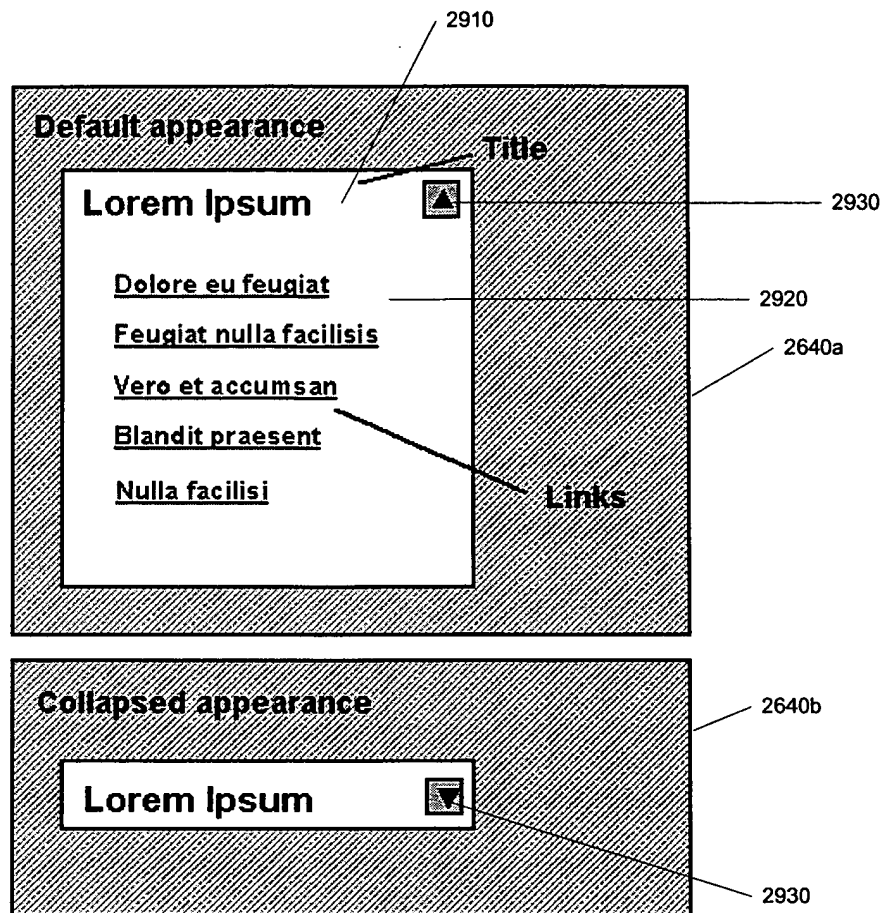 2910
Default appearance
Title
Lorem Ipsum
2930
Dolore eu feugiat
2920
Feugiat nulla facilisis
2640a
Vero et accumsan
Blandit praesent
Nulla facilisi
Links
Collapsed appearance
2640b
Lorem Ipsum
2930